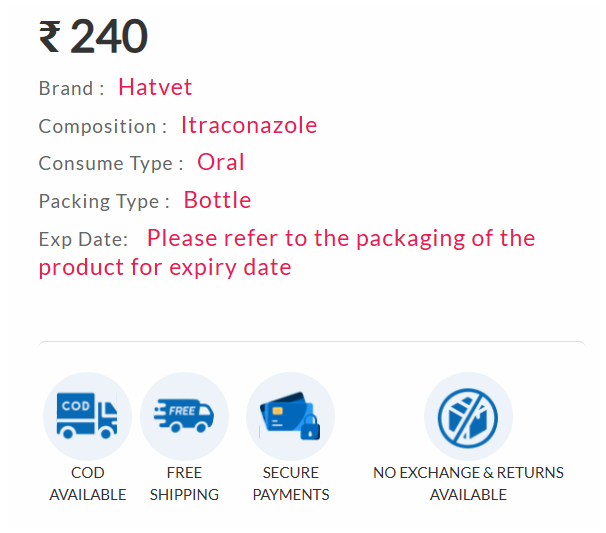 ₹ 240
Brand : Hatvet
Composition : Itraconazole
Consume Type : Oral
Packing Type : Bottle
Exp Date: Please refer to the packaging of the
product for expiry date
COD
FREE
COD
AVAILABLE
FREE
SHIPPING
SECURE
PAYMENTS
NO EXCHANGE & RETURNS
AVAILABLE